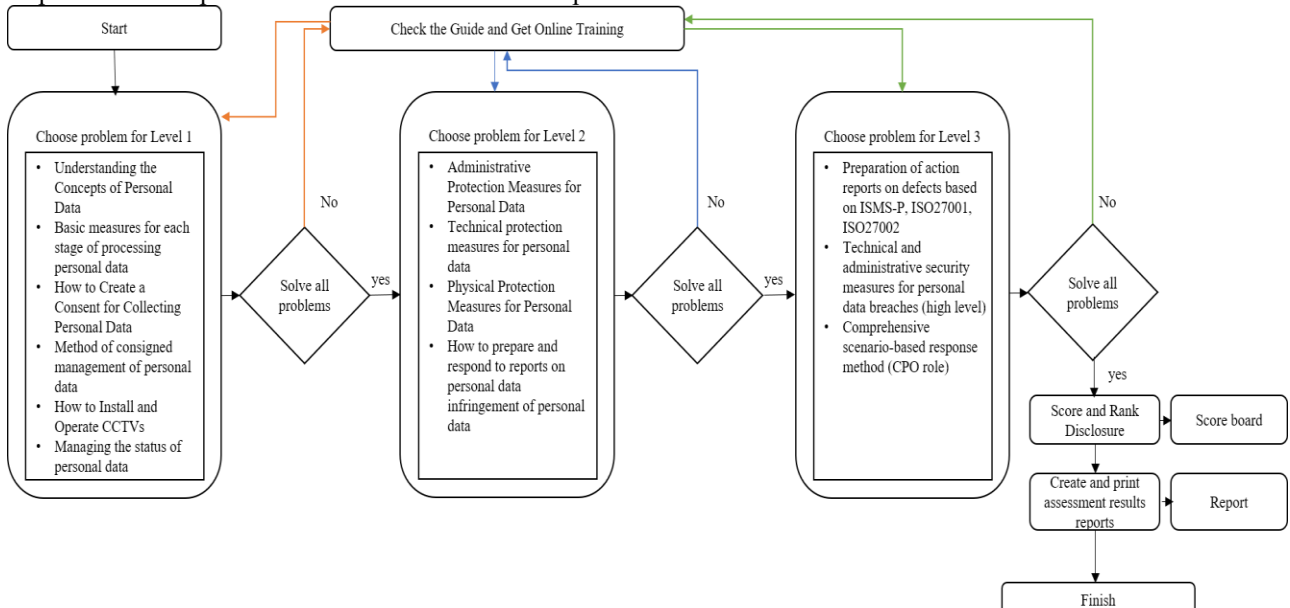 Start
Check the Guide and Get Online Training
Choose problem for Level 1
• Understanding the
Concepts of Personal
Data
• Basic measures for each
stage of processing
personal data
• How to Create a
Consent for Collecting
Personal Data
• Method of consigned
management of personal
data
• How to Install and
Operate CCTVs
• Managing the status of
personal data
No
Solve all
problems
yes
Choose problem for Level 2
• Administrative
Protection Measures for
Personal Data
• Technical protection
measures for personal
data
• Physical Protection
Measures for Personal
Data
• How to prepare and
respond to reports on
personal data
infringement of personal
data
No
Solve all
problems
yes
Choose problem for Level 3
• Preparation of action
reports on defects based
on ISMS-P, ISO27001,
ISO27002
• Technical and
administrative security
measures for personal
data breaches (high level)
• Comprehensive
scenario-based response
method (CPO role)
No
Solve all
problems
yes
Score and Rank
Disclosure
Score board
Create and print
assessment results
reports
Report
Finish